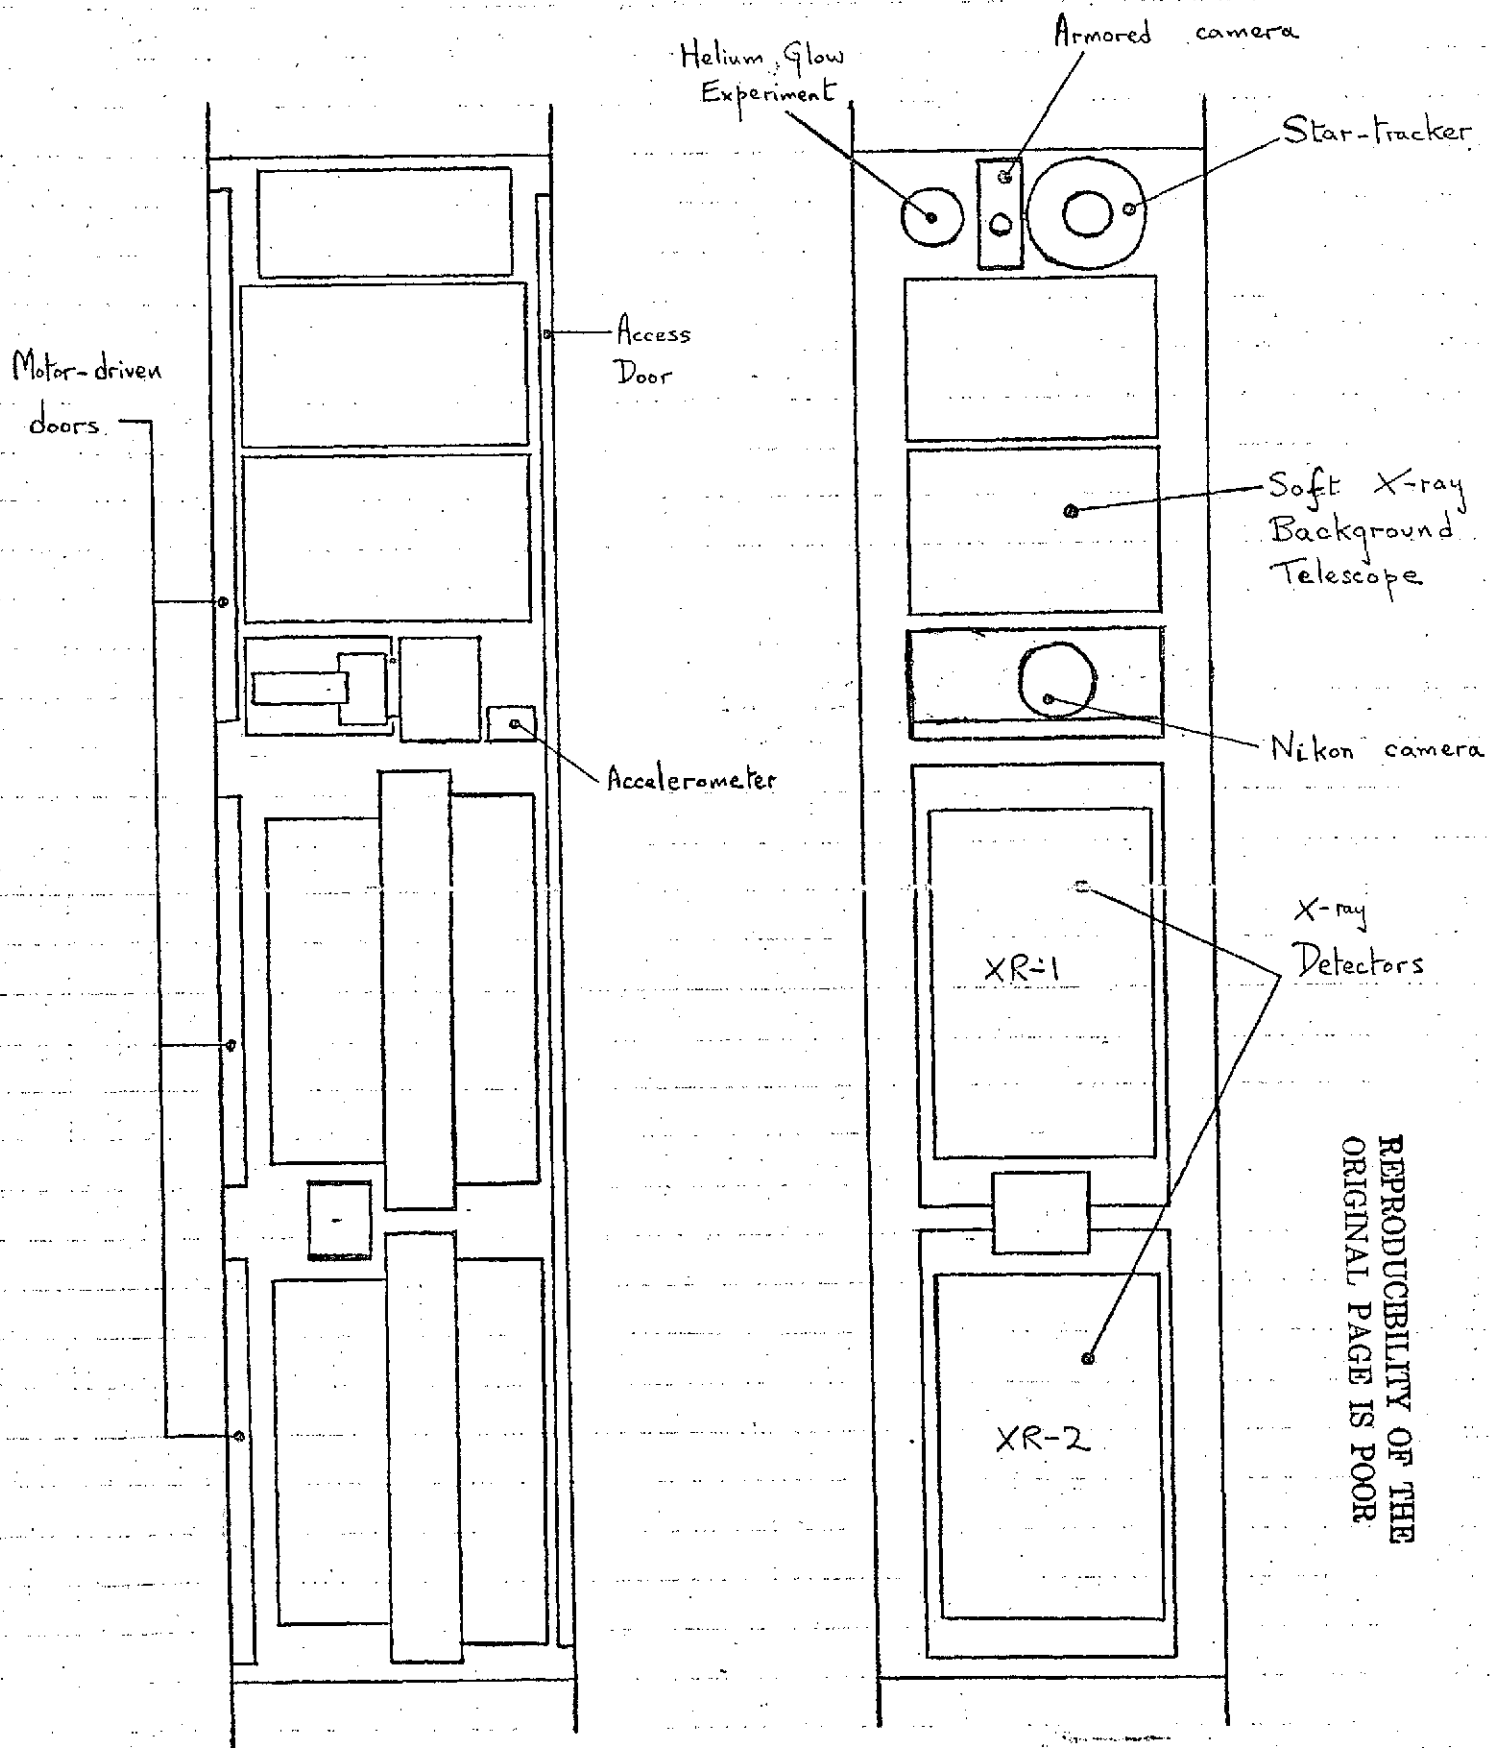 Armored camera
Helium Glow
Experiment
Star-tracker
Access
Door
Motor-driven
doors
Soft X-ray
Background
Telescope
Nikon camera
Accelerometer
X-ray
Detectors
XR-1
XR-2
REPRODUCIBILITY OF THE
ORIGINAL PAGE IS POOR